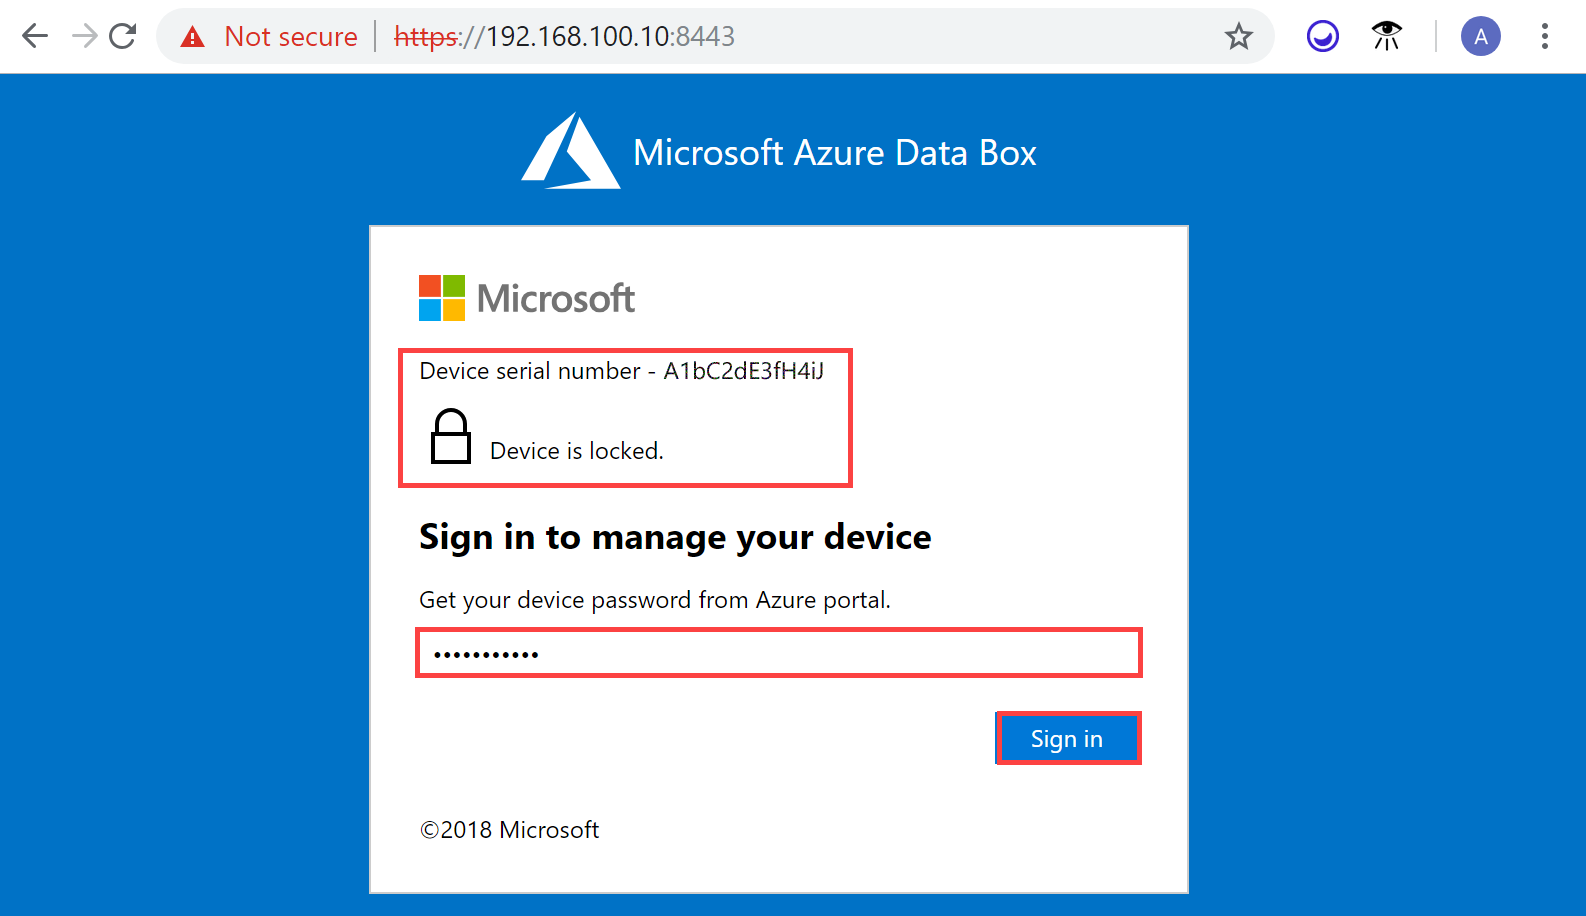 Not secure | https://192.168.100.10:8443
A
Microsoft Azure Data Box
Microsoft
Device serial number - A1bC2dE3fH4iJ
Device is locked.
Sign in to manage your device
Get your device password from Azure portal.
•••••••••••
Sign in
©2018 Microsoft